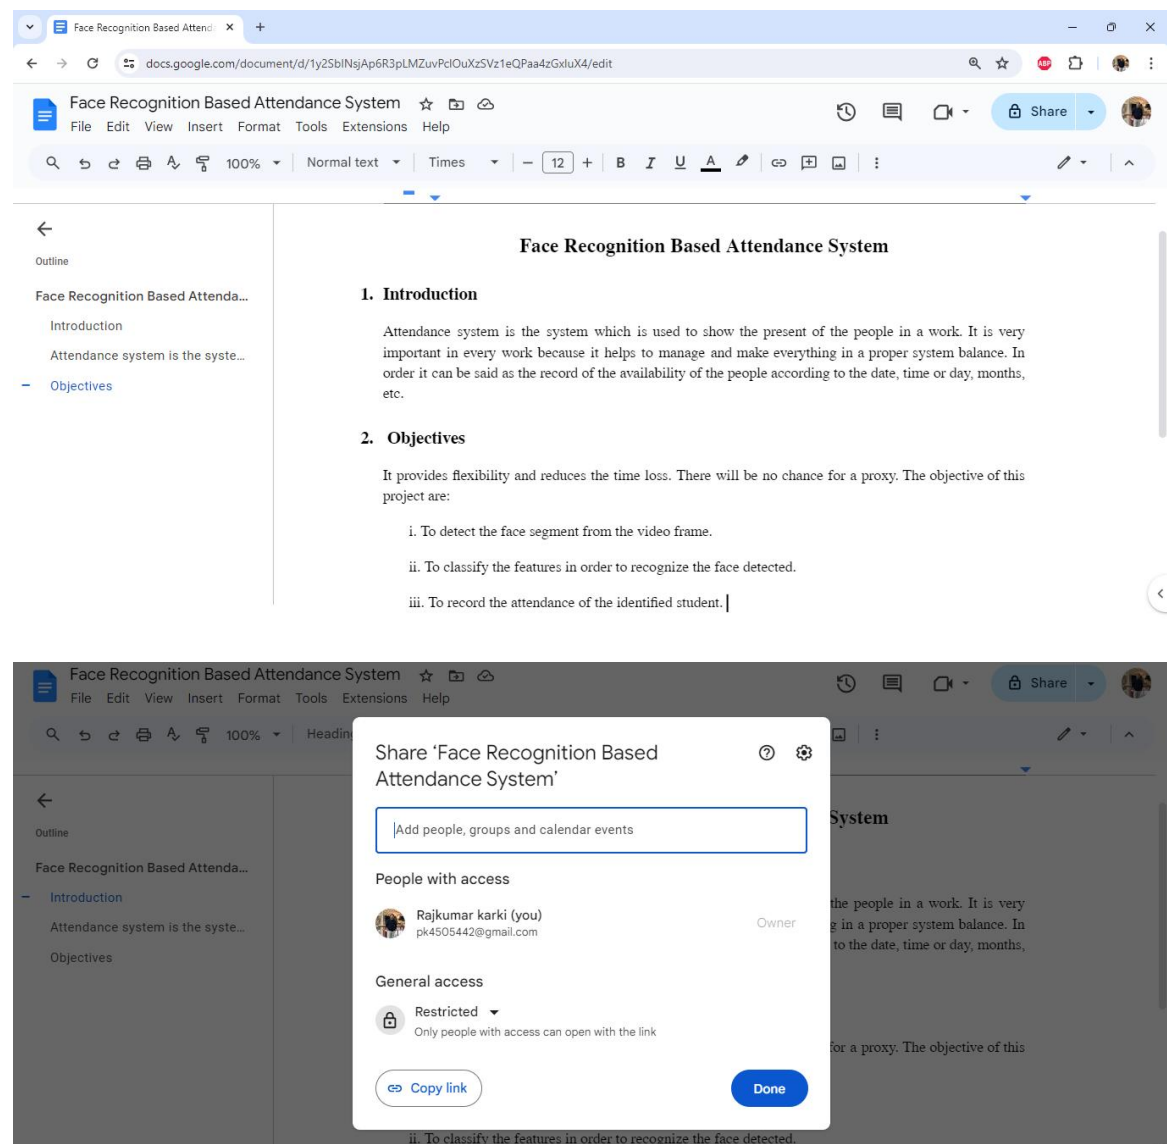 Face Recognition Based Attend
docs.google.com/document/d/1y2SblNsjAp6R3pLMZuvPclOuXzSVz1eQPaa4zGxluX4/edit
ABP
Face Recognition Based Attendance System
File Edit View Insert Format Tools Extensions Help
Share
100% Normal text Times 12 B I U A
Outline
Face Recognition Based Attenda...
Introduction
Attendance system is the syste...
Objectives
Face Recognition Based Attendance System
1. Introduction
Attendance system is the system which is used to show the present of the people in a work. It is very
important in every work because it helps to manage and make everything in a proper system balance. In
order it can be said as the record of the availability of the people according to the date, time or day, months,
etc.
2. Objectives
It provides flexibility and reduces the time loss. There will be no chance for a proxy. The objective of this
project are:
i. To detect the face segment from the video frame.
ii. To classify the features in order to recognize the face detected.
iii. To record the attendance of the identified student.
Face Recognition Based Attendance System
File Edit View Insert Format Tools Extensions Help
Share
100% Heading
Outline
Face Recognition Based Attenda...
Introduction
Attendance system is the syste...
Objectives
Share ‘Face Recognition Based
Attendance System’
Add people, groups and calendar events
People with access
Rajkumar karki (you)
pk4505442@gmail.com
Owner
General access
Restricted
Only people with access can open with the link
Copy link
Done
System
the people in a work. It is very
g in a proper system balance. In
to the date, time or day, months,
for a proxy. The objective of this
ii. To classify the features in order to recognize the face detected.